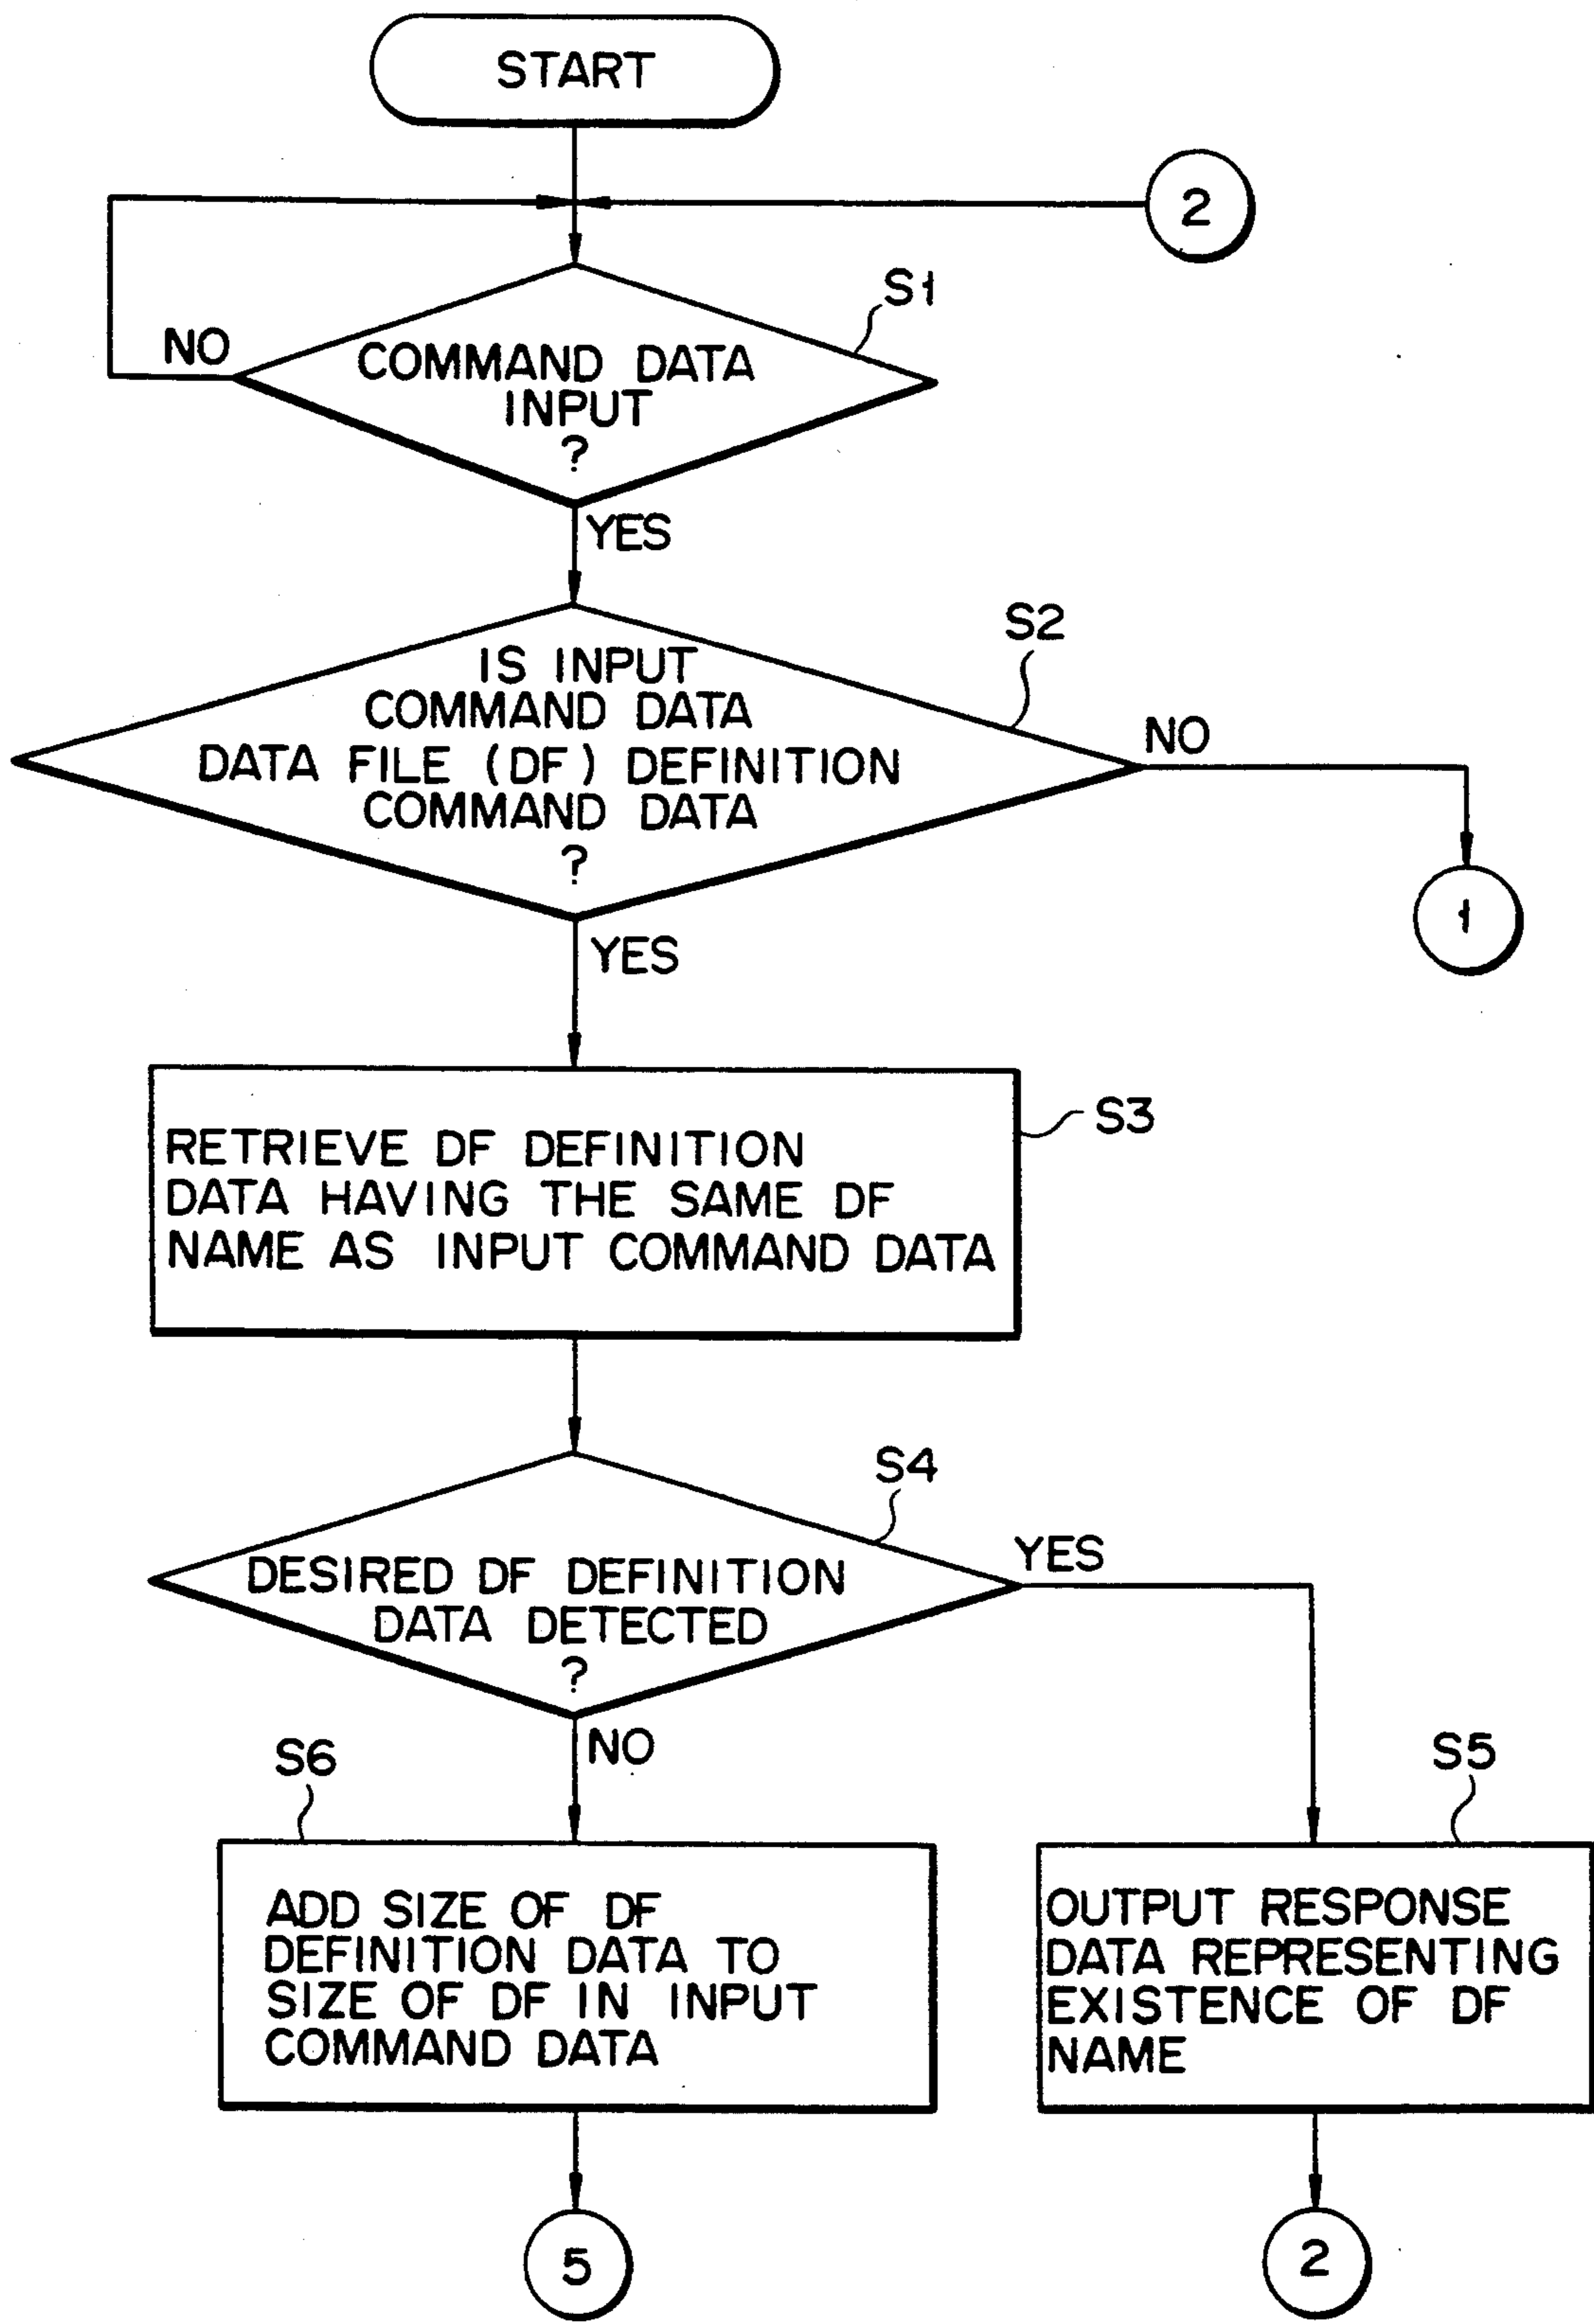 START
2
S1
NO
COMMAND DATA
INPUT
?
YES
S2
IS INPUT
COMMAND DATA
DATA FILE (DF) DEFINITION
COMMAND DATA
?
NO
1
YES
S3
RETRIEVE DF DEFINITION
DATA HAVING THE SAME DF
NAME AS INPUT COMMAND DATA
S4
YES
DESIRED DF DEFINITION
DATA DETECTED
?
NO
S6
S5
ADD SIZE OF DF
DEFINITION DATA TO
SIZE OF DF IN INPUT
COMMAND DATA
OUTPUT RESPONSE
DATA REPRESENTING
EXISTENCE OF DF
NAME
5
2